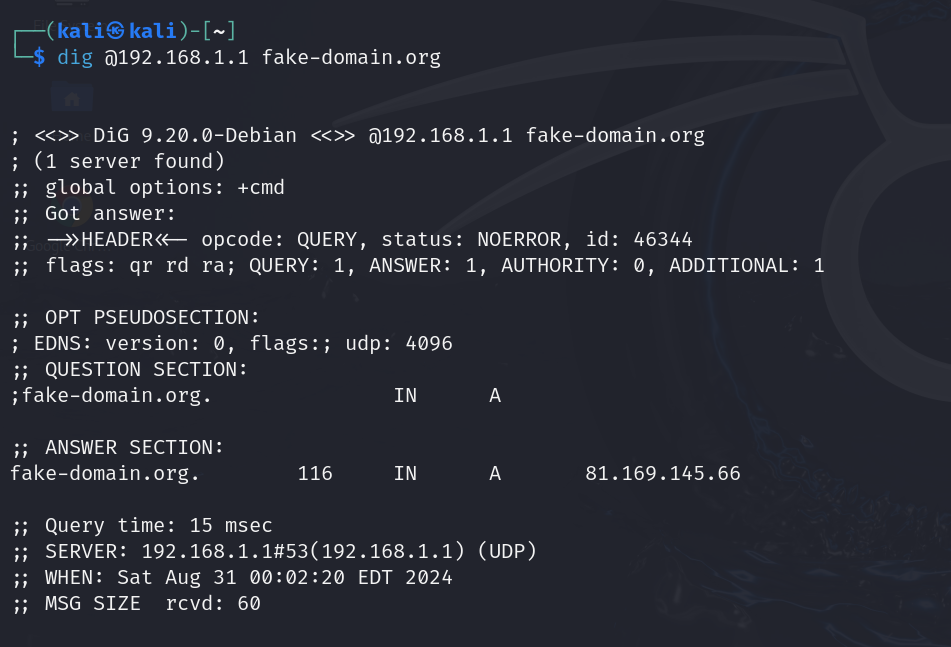 ┌──(kali㉿kali)-[~]
└─$ dig @192.168.1.1 fake-domain.org
; <<>> DiG 9.20.0-Debian <<>> @192.168.1.1 fake-domain.org
; (1 server found)
;; global options: +cmd
;; Got answer:
;; ->>HEADER<<- opcode: QUERY, status: NOERROR, id: 46344
;; flags: qr rd ra; QUERY: 1, ANSWER: 1, AUTHORITY: 0, ADDITIONAL: 1
;; OPT PSEUDOSECTION:
; EDNS: version: 0, flags:; udp: 4096
;; QUESTION SECTION:
;fake-domain.org. IN A
;; ANSWER SECTION:
fake-domain.org. 116 IN A 81.169.145.66
;; Query time: 15 msec
;; SERVER: 192.168.1.1#53(192.168.1.1) (UDP)
;; WHEN: Sat Aug 31 00:02:20 EDT 2024
;; MSG SIZE rcvd: 60